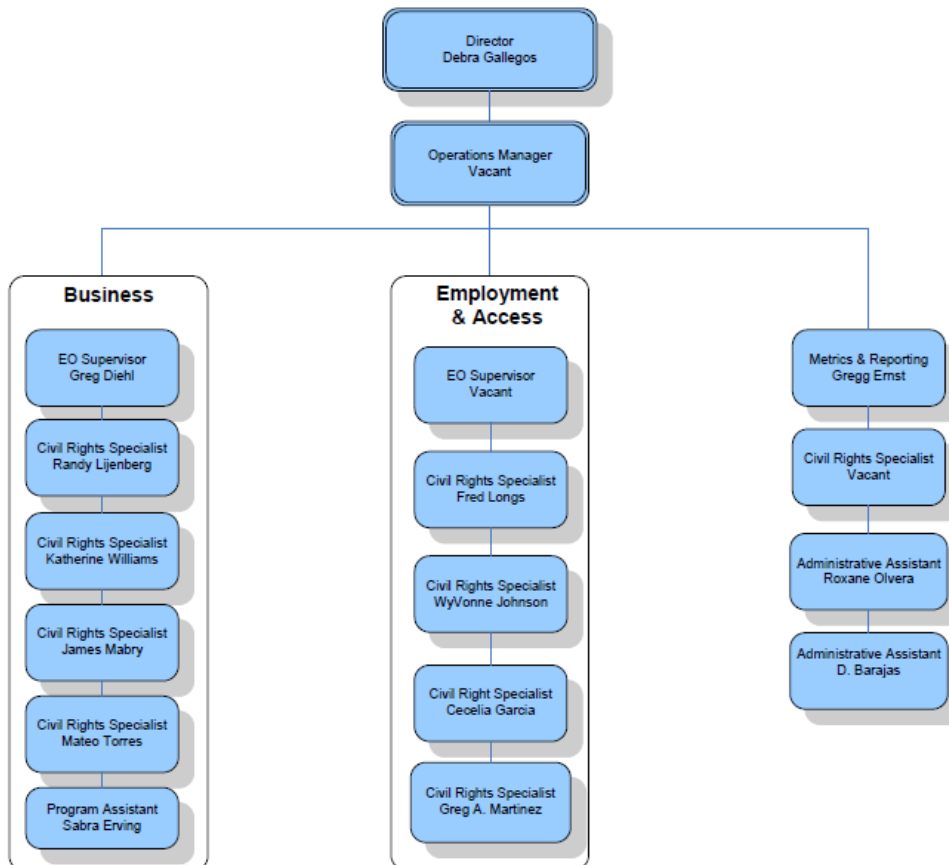 Director
Debra Gallegos
Operations Manager
Vacant
Business
EO Supervisor
Greg Diehl
Civil Rights Specialist
Randy Lijenberg
Civil Rights Specialist
Katherine Williams
Civil Rights Specialist
James Mabry
Civil Rights Specialist
Mateo Torres
Program Assistant
Sabra Erving
Employment
& Access
EO Supervisor
Vacant
Civil Rights Specialist
Fred Longs
Civil Rights Specialist
WyVonne Johnson
Civil Right Specialist
Cecelia Garcia
Civil Rights Specialist
Greg A. Martinez
Metrics & Reporting
Gregg Ernst
Civil Rights Specialist
Vacant
Administrative Assistant
Roxane Olvera
Administrative Assistant
D. Barajas